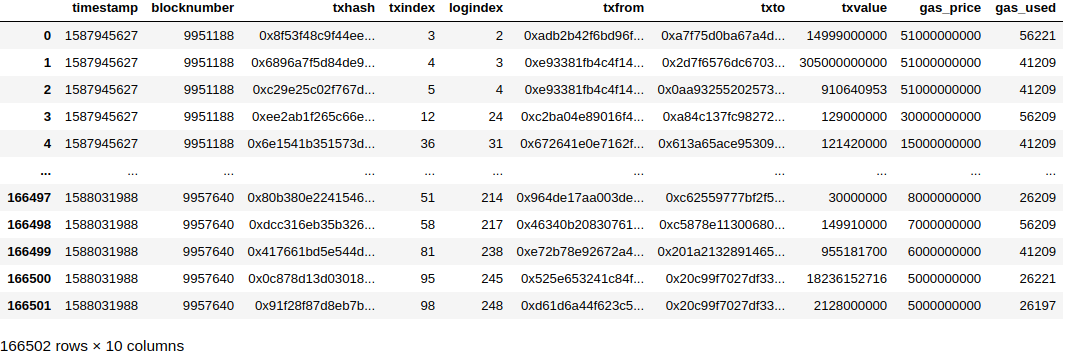 timestamp blocknumber txhash txindex logindex txfrom txto txvalue gas_price gas_used
0 1587945627 9951188 0x8f53f48c9f44ee... 3 2 0xadb2b42f6bd96f... 0xa7f75d0ba67a4d... 14999000000 51000000000 56221
1 1587945627 9951188 0x6896a7f5d84de9... 4 3 0xe93381fb4c4f14... 0x2d7f6576dc6703... 305000000000 51000000000 41209
2 1587945627 9951188 0xc29e25c02f767d... 5 4 0xe93381fb4c4f14... 0x0aa93255202573... 910640953 51000000000 41209
3 1587945627 9951188 0xee2ab1f265c66e... 12 24 0xc2ba04e89016f4... 0xa84c137fc98272... 129000000 30000000000 56209
4 1587945627 9951188 0x6e1541b351573d... 36 31 0x672641e0e7162f... 0x613a65ace95309... 121420000 15000000000 41209
... ... ... ... ... ... ... ... ... ... ...
166497 1588031988 9957640 0x80b380e2241546... 51 214 0x964de17aa003de... 0xc62559777bf2f5... 30000000 8000000000 26209
166498 1588031988 9957640 0xdcc316eb35b326... 58 217 0x46340b20830761... 0xc5878e11300680... 149910000 7000000000 56209
166499 1588031988 9957640 0x417661bd5e544d... 81 238 0xe72b78e92672a4... 0x201a2132891465... 955181700 6000000000 41209
166500 1588031988 9957640 0x0c878d13d03018... 95 245 0x525e653241c84f... 0x20c99f7027df33... 18236152716 5000000000 26221
166501 1588031988 9957640 0x91f28f87d8eb7b... 98 248 0xd61d6a44f623c5... 0x20c99f7027df33... 2128000000 5000000000 26197
166502 rows × 10 columns